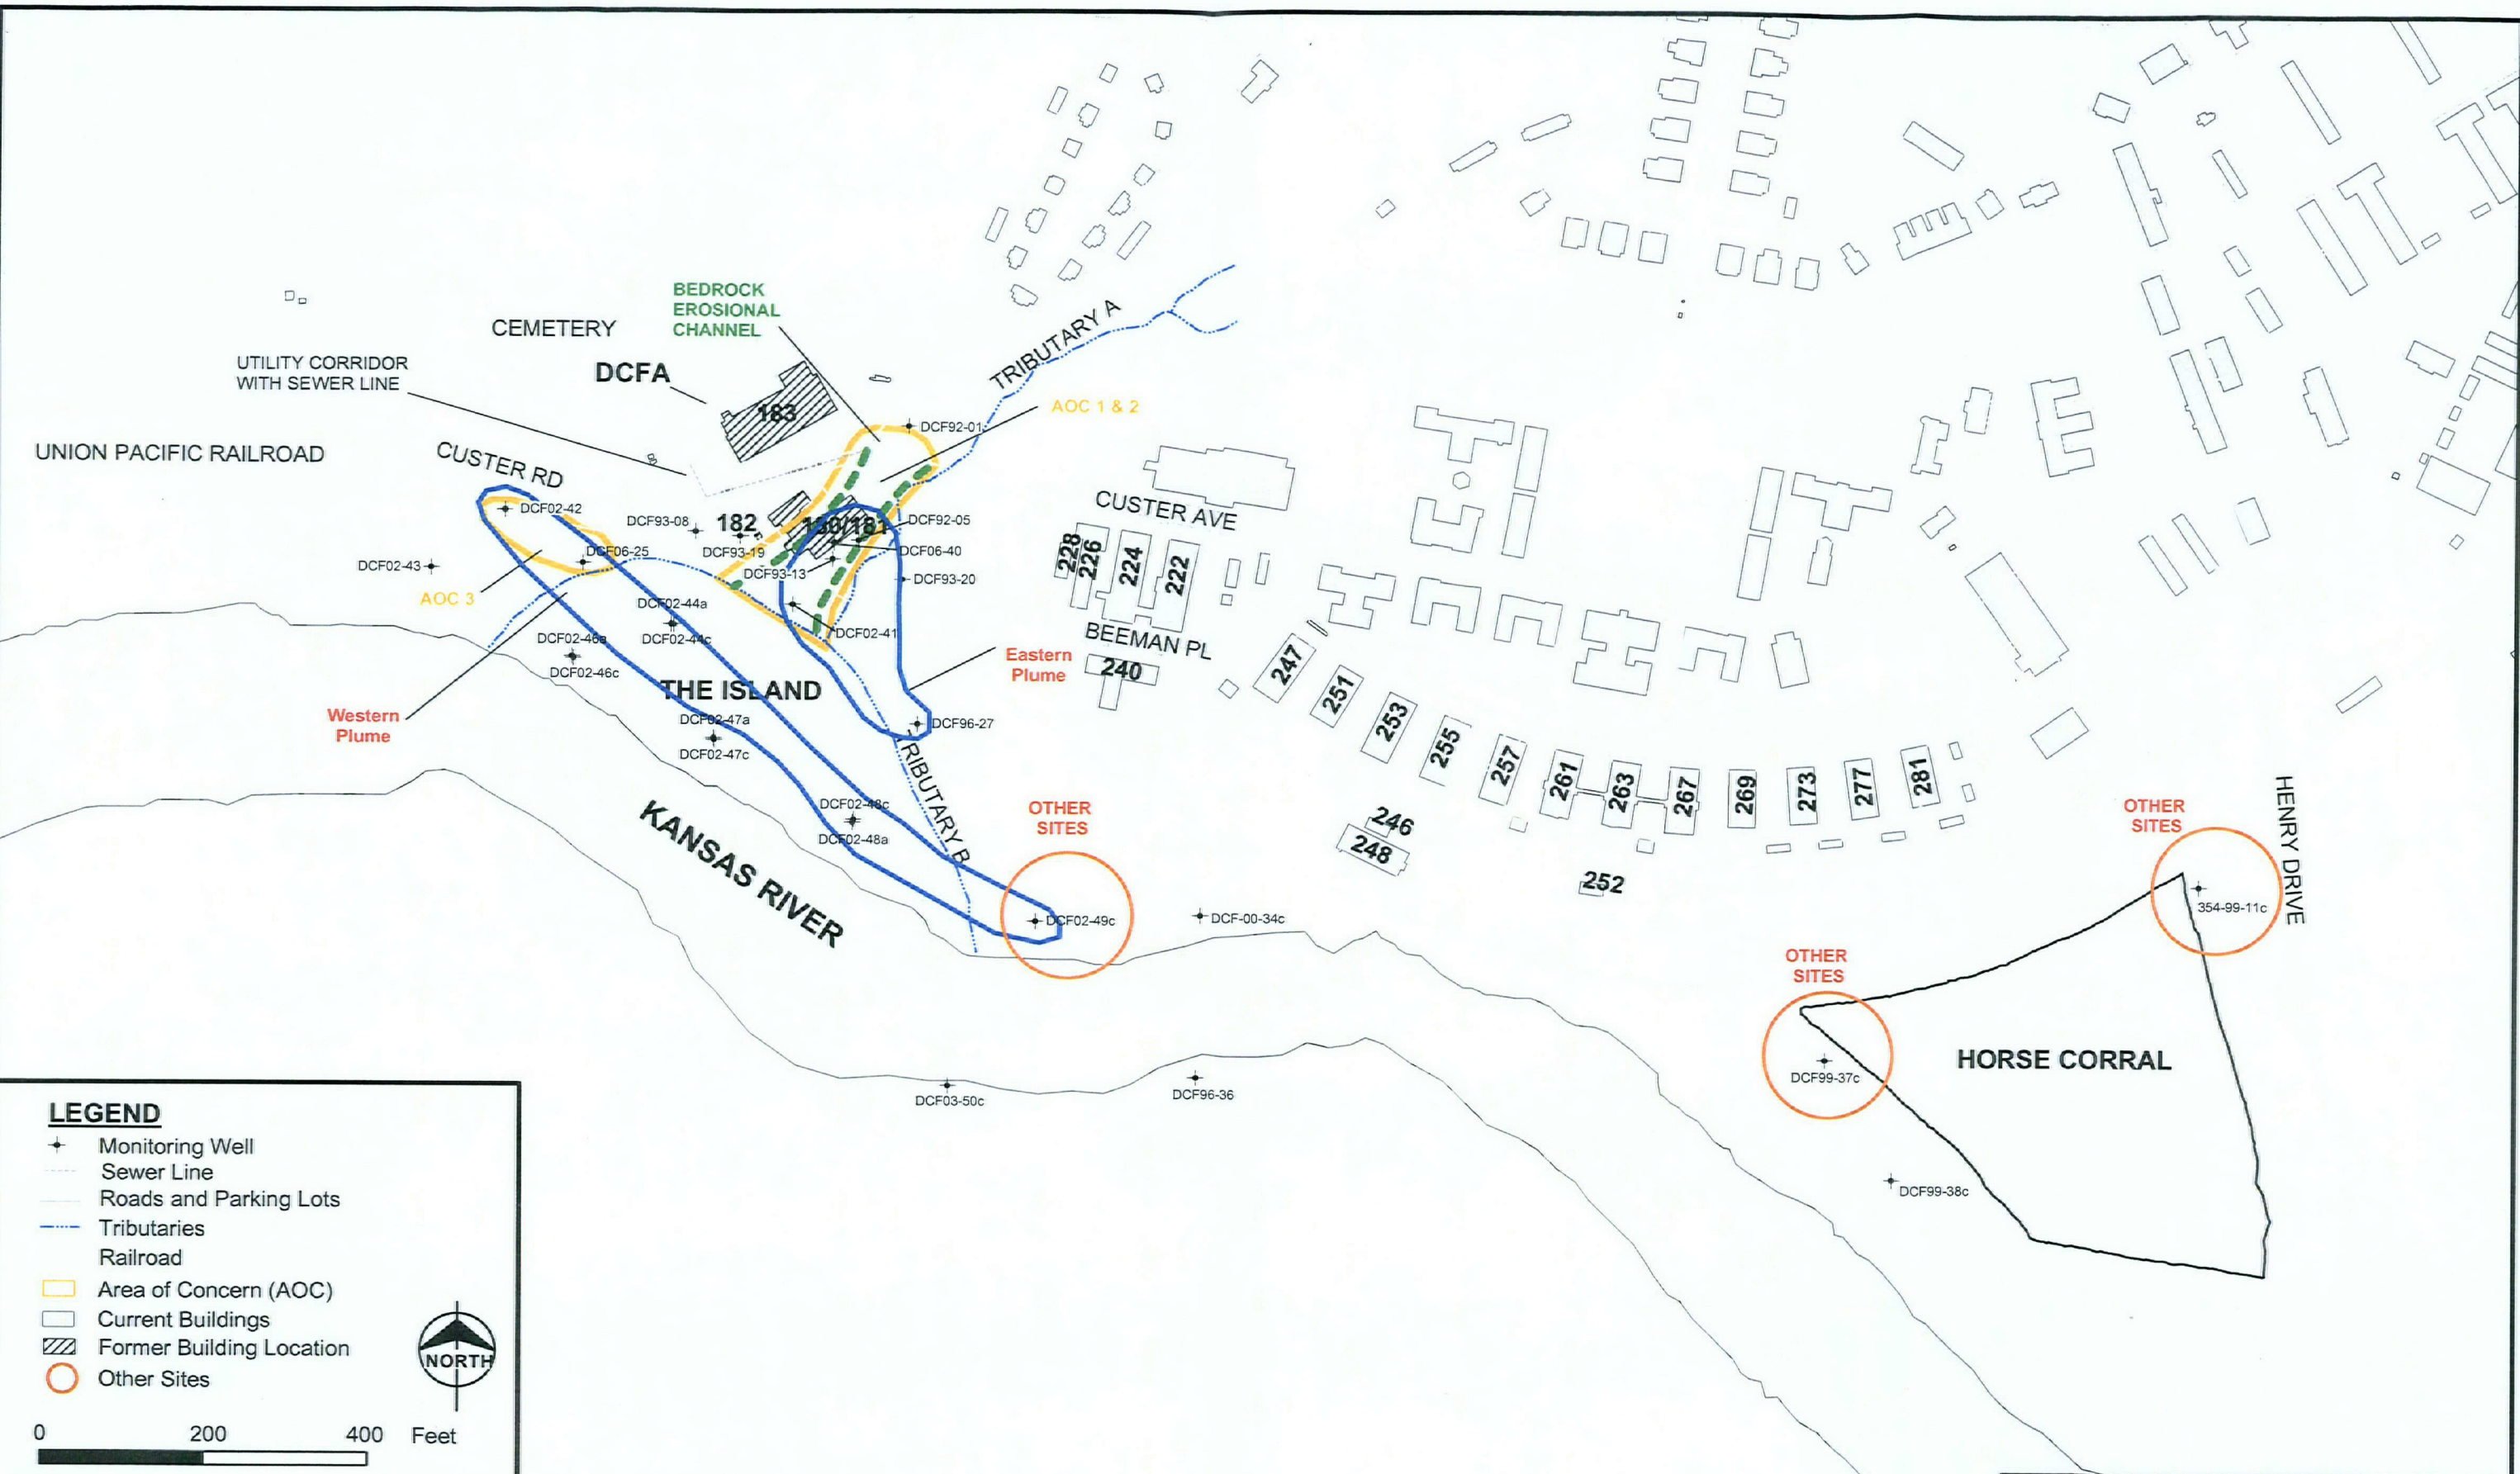 BEDROCK
EROSIONAL
CHANNEL
CEMETERY
TRIBUTARY A
UTILITY CORRIDOR
WITH SEWER LINE
DCFA
183
AOC 1 & 2
DCF92-01
UNION PACIFIC RAILROAD
CUSTER RD
DCF02-42
DCF93-08
182
180/181
DCF92-05
CUSTER AVE
228
226
224
222
DCF02-43
DCF06-25
DCF93-19
DCF06-40
DCF93-13
DCF93-20
AOC 3
DCF02-44a
DCF02-44c
DCF02-41
BEEMAN PL
240
DCF02-46a
DCF02-46c
Eastern
Plume
THE ISLAND
247
251
253
255
257
261
263
267
269
273
277
281
Western
Plume
DCF02-47a
DCF02-47c
DCF96-27
TRIBUTARY B
DCF02-48c
DCF02-48a
KANSAS RIVER
OTHER
SITES
246
248
252
OTHER
SITES
HENRY DRIVE
354-99-11c
DCF02-49c
DCF-00-34c
OTHER
SITES
DCF99-37c
HORSE CORRAL
DCF03-50c
DCF96-36
DCF99-38c
LEGEND
Monitoring Well
Sewer Line
Roads and Parking Lots
Tributaries
Railroad
Area of Concern (AOC)
Current Buildings
Former Building Location
Other Sites
NORTH
0 200 400 Feet